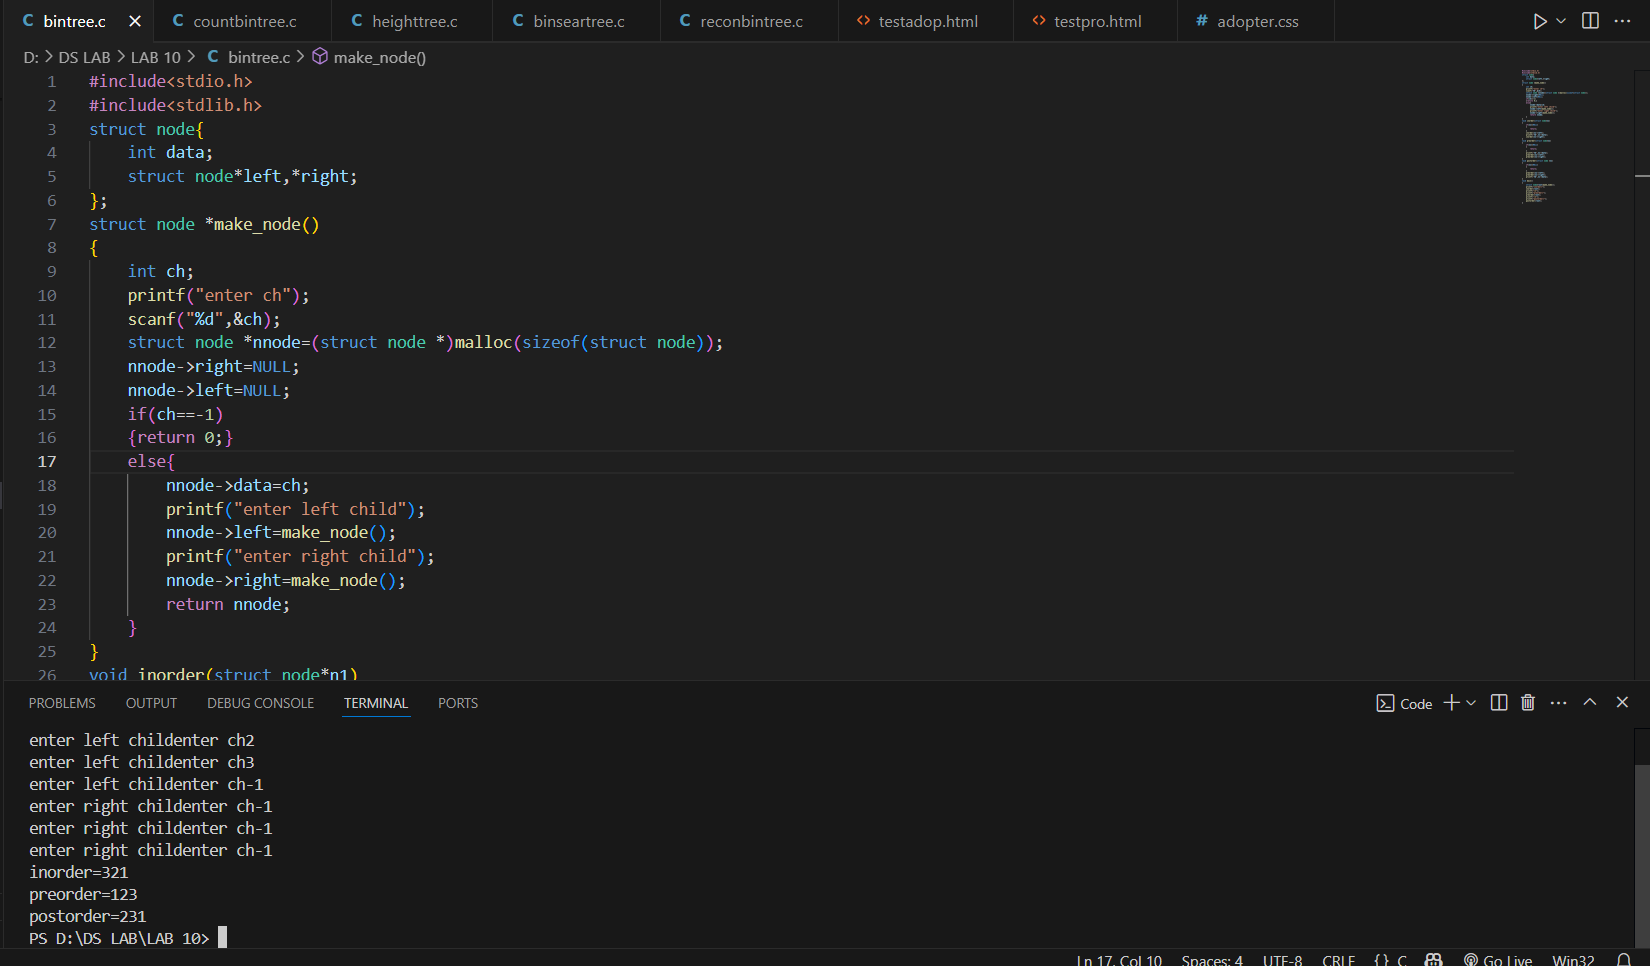 C bintree.c × C countbintree.c C heighttree.c C binseartree.c C reconbintree.c <> testadop.html <> testpro.html # adopter.css
D: > DS LAB > LAB 10 > C bintree.c > make_node()
1 #include<stdio.h>
2 #include<stdlib.h>
3 struct node{
4 int data;
5 struct node*left,*right;
6 };
7 struct node *make_node()
8 {
9 int ch;
10 printf("enter ch");
11 scanf("%d",&ch);
12 struct node *nnode=(struct node *)malloc(sizeof(struct node));
13 nnode->right=NULL;
14 nnode->left=NULL;
15 if(ch==-1)
16 {return 0;}
17 else{
18 nnode->data=ch;
19 printf("enter left child");
20 nnode->left=make_node();
21 printf("enter right child");
22 nnode->right=make_node();
23 return nnode;
24 }
25 }
26 void inorder(struct node*n1)
PROBLEMS OUTPUT DEBUG CONSOLE TERMINAL PORTS Code
enter left childenter ch2
enter left childenter ch3
enter left childenter ch-1
enter right childenter ch-1
enter right childenter ch-1
enter right childenter ch-1
inorder=321
preorder=123
postorder=231
PS D:\DS LAB\LAB 10>
Ln 17, Col 10 Spaces: 4 UTF-8 CRLF {} C Go Live Win32